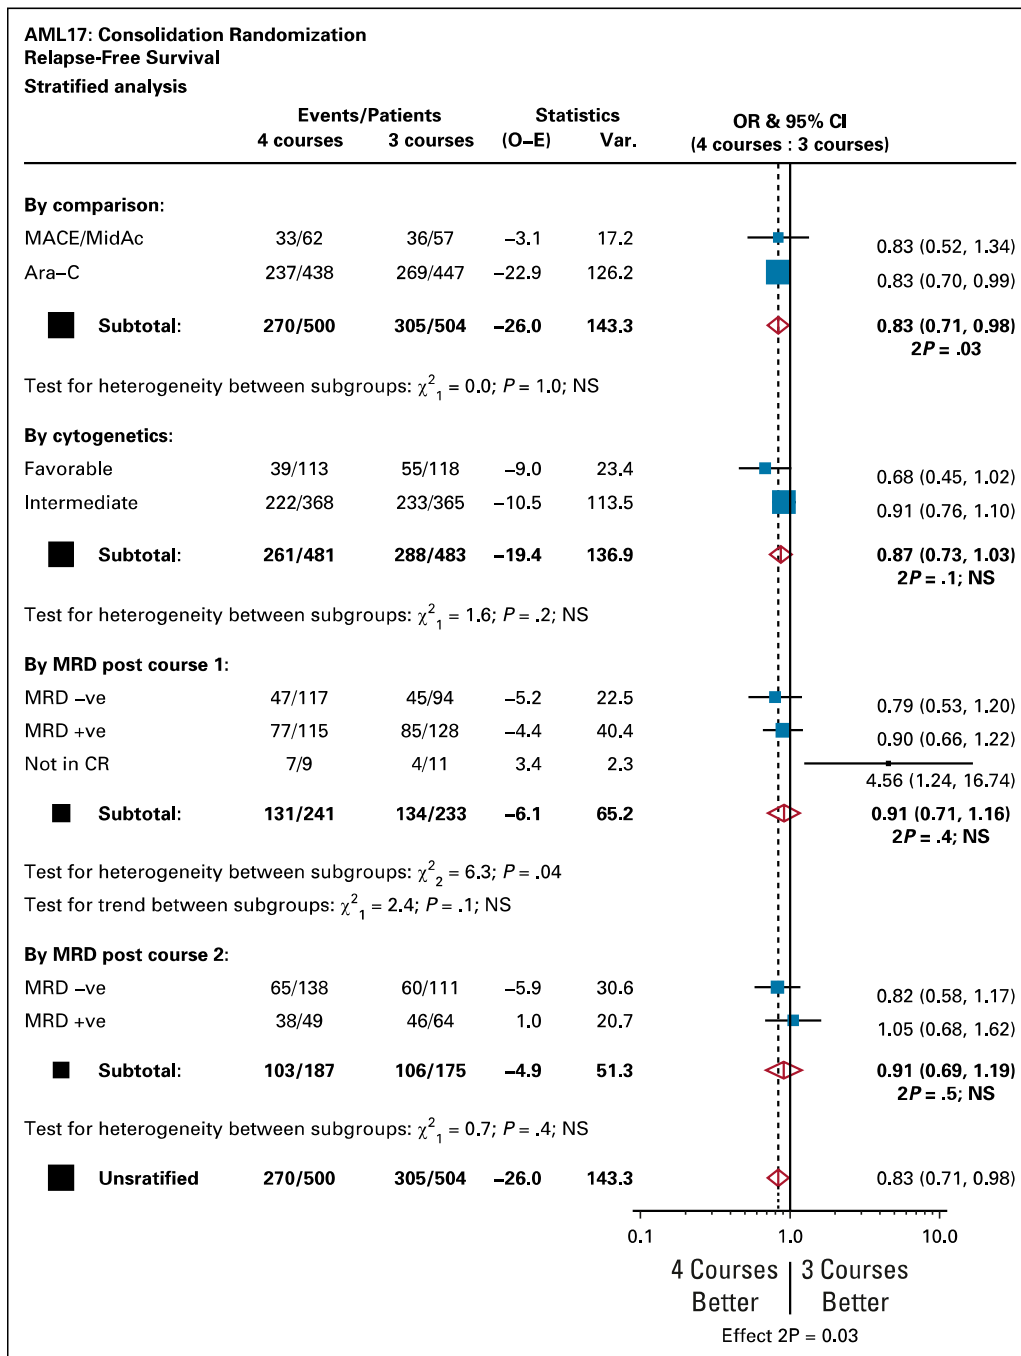 AML17: Consolidation Randomization
Relapse-Free Survival
Stratified analysis
Events/Patients Statistics OR & 95% CI
4 courses 3 courses (O–E) Var. (4 courses : 3 courses)
By comparison:
MACE/MidAc 33/62 36/57 –3.1 17.2 0.83 (0.52, 1.34)
Ara–C 237/438 269/447 –22.9 126.2 0.83 (0.70, 0.99)
Subtotal: 270/500 305/504 –26.0 143.3 0.83 (0.71, 0.98)
2P = .03
Test for heterogeneity between subgroups: χ²₁ = 0.0; P = 1.0; NS
By cytogenetics:
Favorable 39/113 55/118 –9.0 23.4 0.68 (0.45, 1.02)
Intermediate 222/368 233/365 –10.5 113.5 0.91 (0.76, 1.10)
Subtotal: 261/481 288/483 –19.4 136.9 0.87 (0.73, 1.03)
2P = .1; NS
Test for heterogeneity between subgroups: χ²₁ = 1.6; P = .2; NS
By MRD post course 1:
MRD –ve 47/117 45/94 –5.2 22.5 0.79 (0.53, 1.20)
MRD +ve 77/115 85/128 –4.4 40.4 0.90 (0.66, 1.22)
Not in CR 7/9 4/11 3.4 2.3 4.56 (1.24, 16.74)
Subtotal: 131/241 134/233 –6.1 65.2 0.91 (0.71, 1.16)
2P = .4; NS
Test for heterogeneity between subgroups: χ²₂ = 6.3; P = .04
Test for trend between subgroups: χ²₁ = 2.4; P = .1; NS
By MRD post course 2:
MRD –ve 65/138 60/111 –5.9 30.6 0.82 (0.58, 1.17)
MRD +ve 38/49 46/64 1.0 20.7 1.05 (0.68, 1.62)
Subtotal: 103/187 106/175 –4.9 51.3 0.91 (0.69, 1.19)
2P = .5; NS
Test for heterogeneity between subgroups: χ²₁ = 0.7; P = .4; NS
Unsratified 270/500 305/504 –26.0 143.3 0.83 (0.71, 0.98)
0.1 1.0 10.0
4 Courses 3 Courses
Better Better
Effect 2P = 0.03